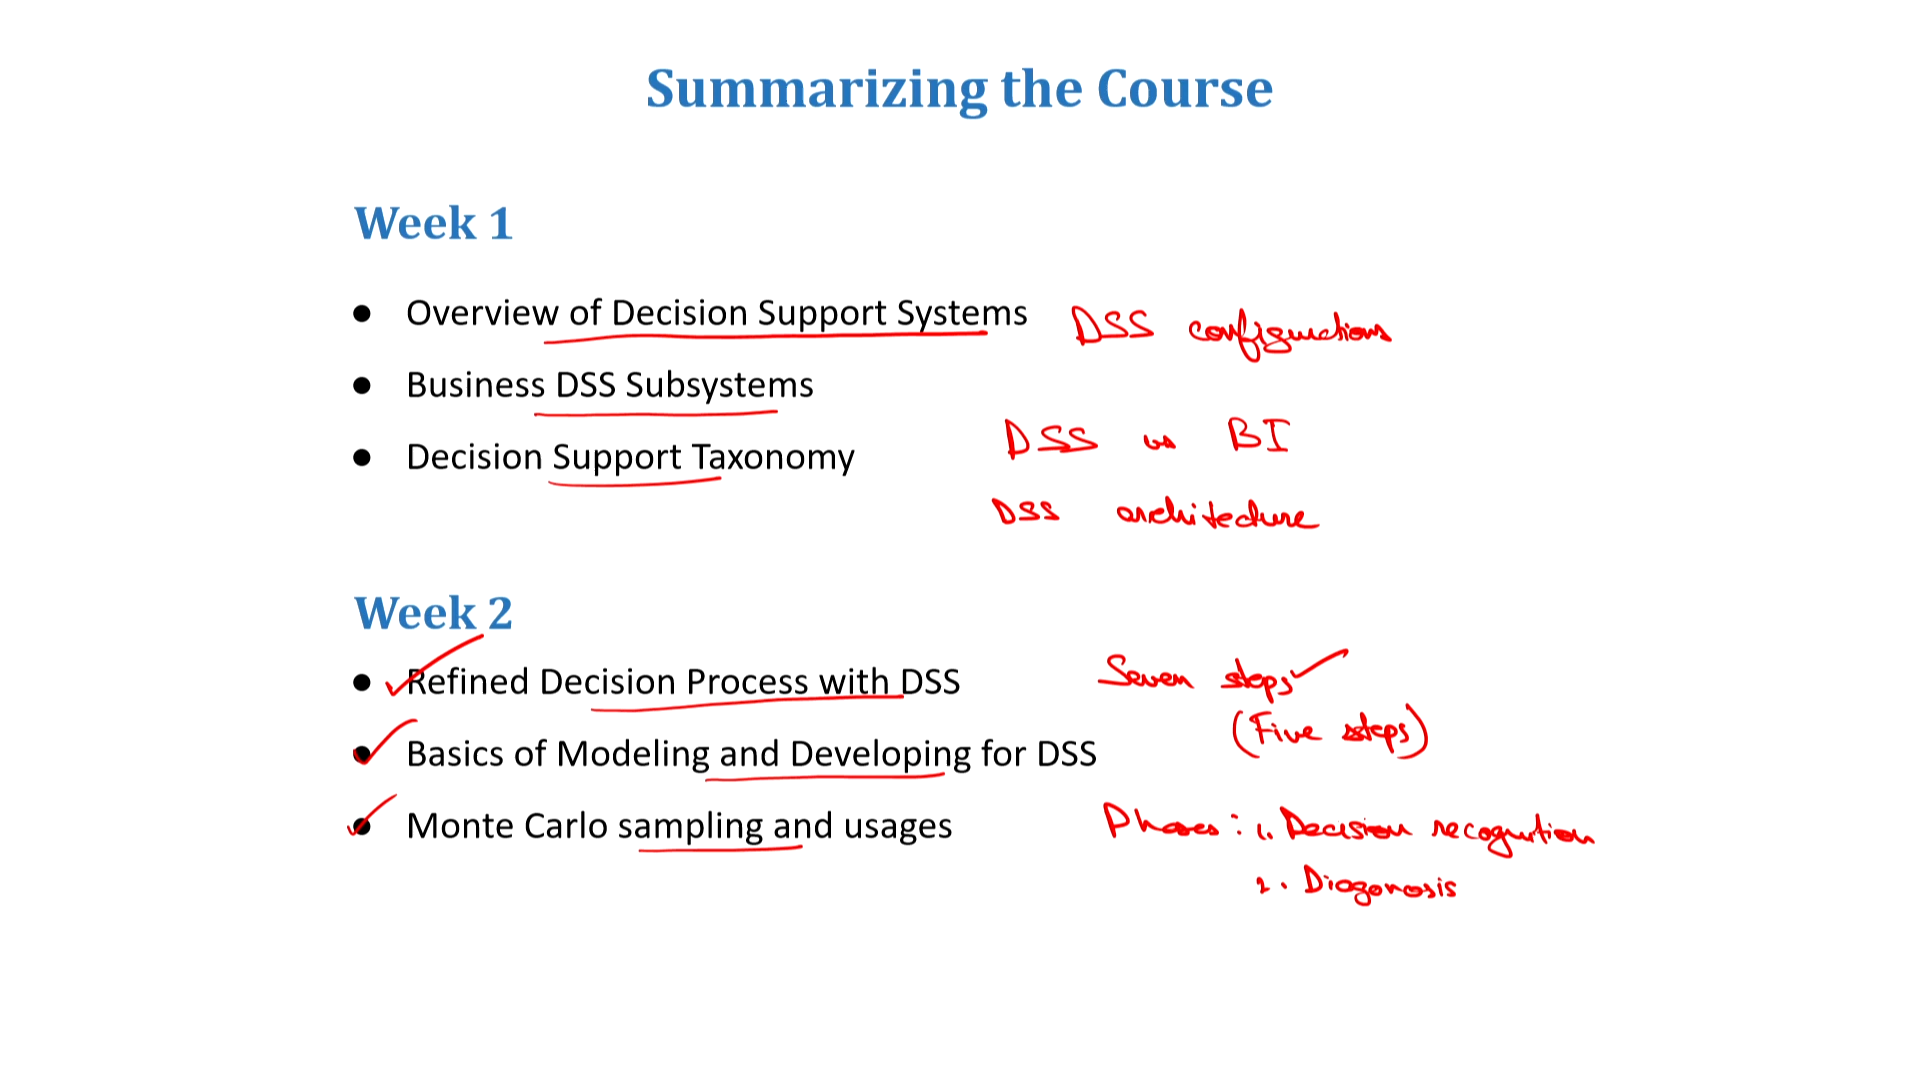 Summarizing the Course
Week 1
● Overview of Decision Support Systems DSS configurations
● Business DSS Subsystems
DSS vs BI
● Decision Support Taxonomy
DSS architecture
Week 2
● Refined Decision Process with DSS Seven steps
(Five steps)
● Basics of Modeling and Developing for DSS
● Monte Carlo sampling and usages Phases: 1. Decision recognition
2. Diagonosis